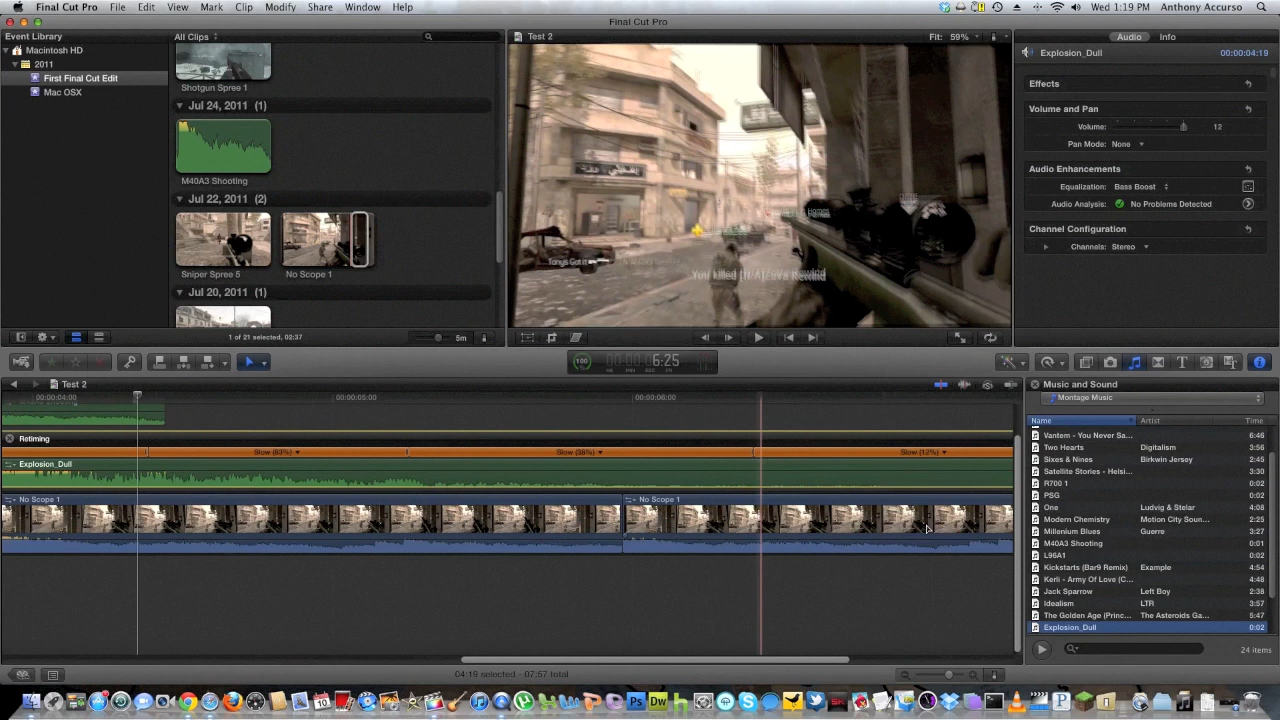 Final Cut Pro File Edit View Mark Clip Modify Share Window Help
Wed 1:19 PM Anthony Accurso
Final Cut Pro
Event Library
Macintosh HD
2011
First Final Cut Edit
Mac OSX
All Clips
Shotgun Spree 1
Jul 24, 2011 (1)
M40A3 Shooting
Jul 22, 2011 (2)
Sniper Spree 5
No Scope 1
Jul 20, 2011 (1)
1 of 21 selected, 02:37
5m
Test 2
Fit: 59%
Audio Info
Explosion_Dull
00:00:04:19
Effects
Volume and Pan
Volume: 12
Pan Mode: None
Audio Enhancements
Equalization: Bass Boost
Audio Analysis: No Problems Detected
Channel Configuration
Channels: Stereo
100
6:25
HR MIN SEC FR
Test 2
00:00:04:00
00:00:05:00
00:00:06:00
Retiming
Slow (83%)
Slow (38%)
Slow (12%)
Explosion_Dull
No Scope 1
No Scope 1
04:19 selected - 07:57 total
Music and Sound
Montage Music
Name Artist Time
Vantem - You Never Sa... 6:46
Two Hearts Digitalism 3:56
Sixes & Nines Birkwin Jersey 2:45
Satellite Stories - Helsi... 3:30
R700 1 0:02
PSG 0:02
One Ludvig & Stelar 4:08
Modern Chemistry Motion City Soun... 2:25
Millenium Blues Guerre 3:27
M40A3 Shooting 0:01
L96A1 0:02
Kickstarts (Bar9 Remix) Example 4:54
Kerli - Army Of Love (C... 4:48
Jack Sparrow Left Boy 2:38
Idealism LTR 3:57
The Golden Age (Princ... The Asteroids Ga... 5:47
Explosion_Dull 0:02
24 items